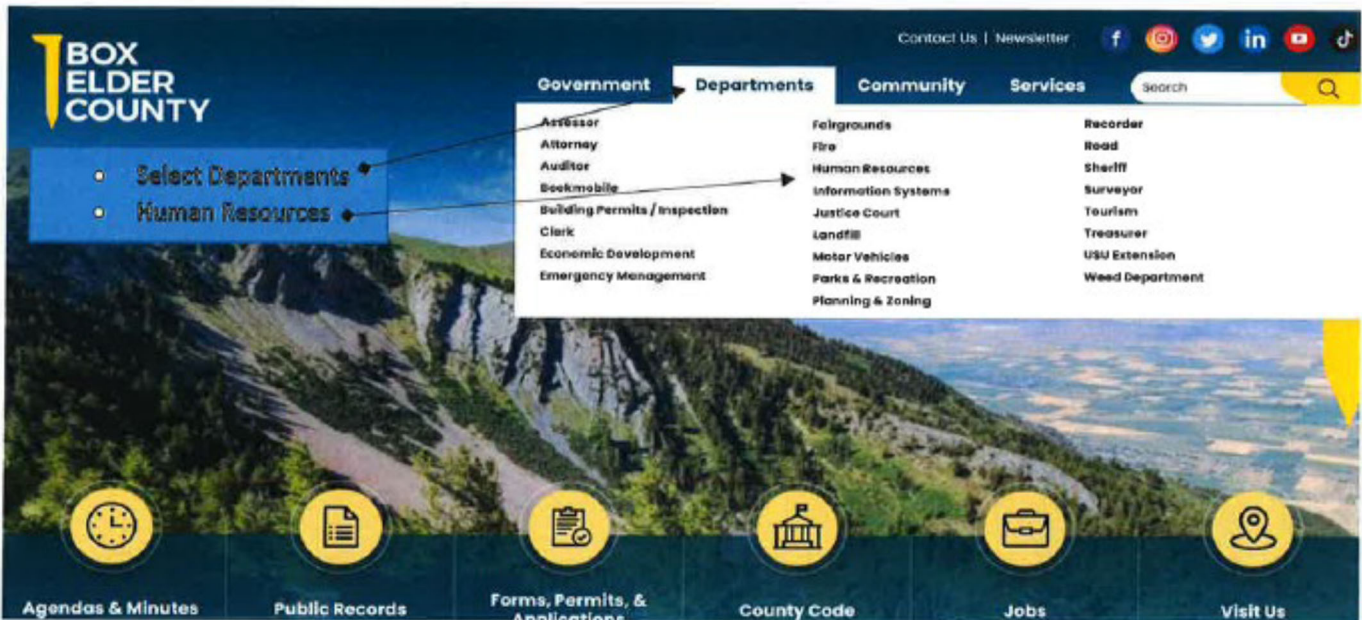 BOX
ELDER
COUNTY
Contact Us | Newsletter
Government Departments Community Services Search
Select Departments
Human Resources
Assessor
Attorney
Auditor
Bookmobile
Building Permits / Inspection
Clerk
Economic Development
Emergency Management
Fairgrounds
Fire
Human Resources
Information Systems
Justice Court
Landfill
Motor Vehicles
Parks & Recreation
Planning & Zoning
Recorder
Road
Sheriff
Surveyor
Tourism
Treasurer
USU Extension
Weed Department
Agendas & Minutes
Public Records
Forms, Permits, &
Applications
County Code
Jobs
Visit Us